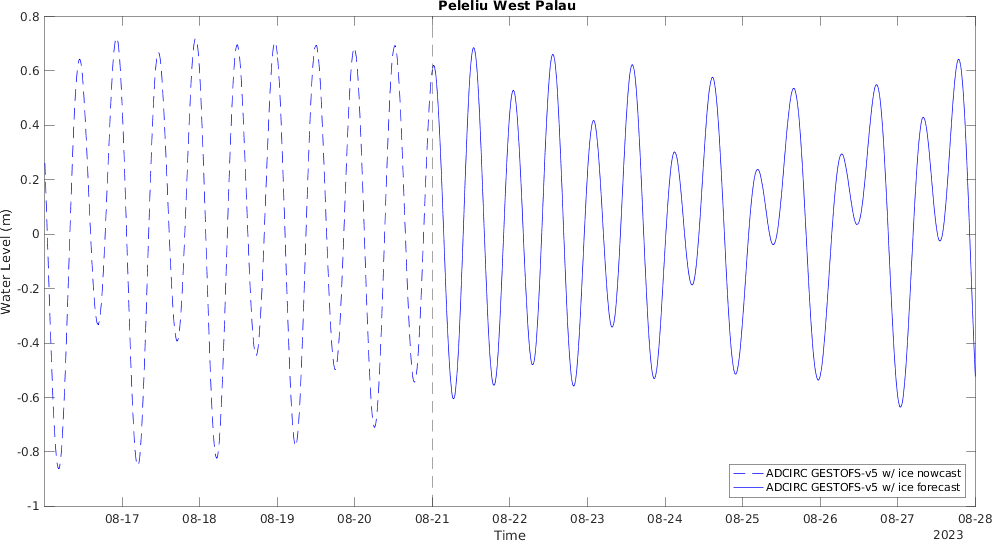 Peleliu West Palau
0.8
0.6
0.4
0.2
0
-0.2
-0.4
-0.6
-0.8
-1
Water Level (m)
ADCIRC GESTOFS-v5 w/ ice nowcast
ADCIRC GESTOFS-v5 w/ ice forecast
08-17 08-18 08-19 08-20 08-21 08-22 08-23 08-24 08-25 08-26 08-27 08-28
Time
2023